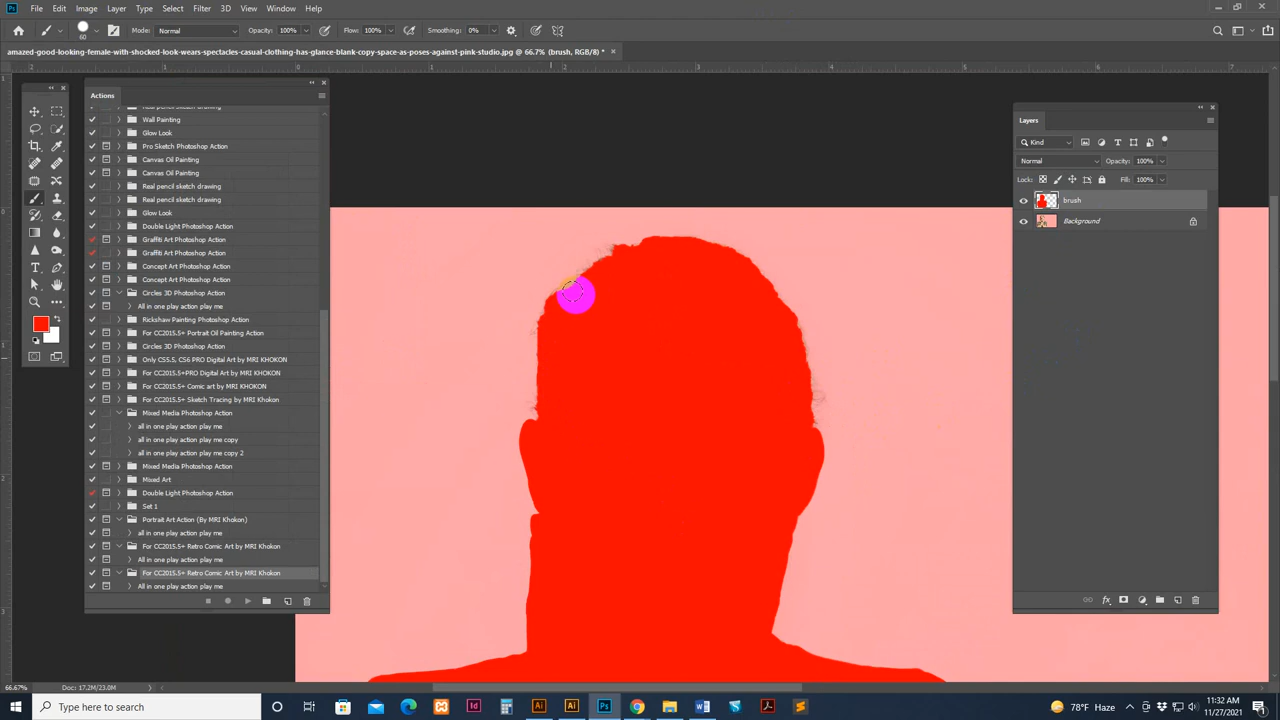 File Edit Image Layer Type Select Filter 3D View Window Help
60 Mode: Normal Opacity: 100% Flow: 100% Smoothing: 0%
amazed-good-looking-female-with-shocked-look-wears-spectacles-casual-clothing-has-glance-blank-copy-space-as-poses-against-pink-studio.jpg @ 66.7% (brush, RGB/8) *
Actions
Real pencil sketch drawing
Wall Painting
Glow Look
Pro Sketch Photoshop Action
Canvas Oil Painting
Canvas Oil Painting
Real pencil sketch drawing
Real pencil sketch drawing
Glow Look
Double Light Photoshop Action
Graffiti Art Photoshop Action
Graffiti Art Photoshop Action
Concept Art Photoshop Action
Concept Art Photoshop Action
Circles 3D Photoshop Action
All in one play action play me
Rickshaw Painting Photoshop Action
For CC2015.5+ Portrait Oil Painting Action
Circles 3D Photoshop Action
Only CS5.5, CS6 PRO Digital Art by MRI KHOKON
For CC2015.5+PRO Digital Art by MRI KHOKON
For CC2015.5+ Comic art by MRI KHOKON
For CC2015.5+ Sketch Tracing by MRI Khokon
Mixed Media Photoshop Action
all in one play action play me
all in one play action play me copy
all in one play action play me copy 2
Mixed Media Photoshop Action
Mixed Art
Double Light Photoshop Action
Set 1
Portrait Art Action (By MRI Khokon)
all in one play action play me
For CC2015.5+ Retro Comic Art by MRI Khokon
All in one play action play me
For CC2015.5+ Retro Comic Art by MRI Khokon
All in one play action play me
Layers
Kind
Normal Opacity: 100%
Lock: Fill: 100%
brush
Background
66.67% Doc: 17.2M/23.0M
Type here to search
78°F Haze
11:32 AM
11/27/2021